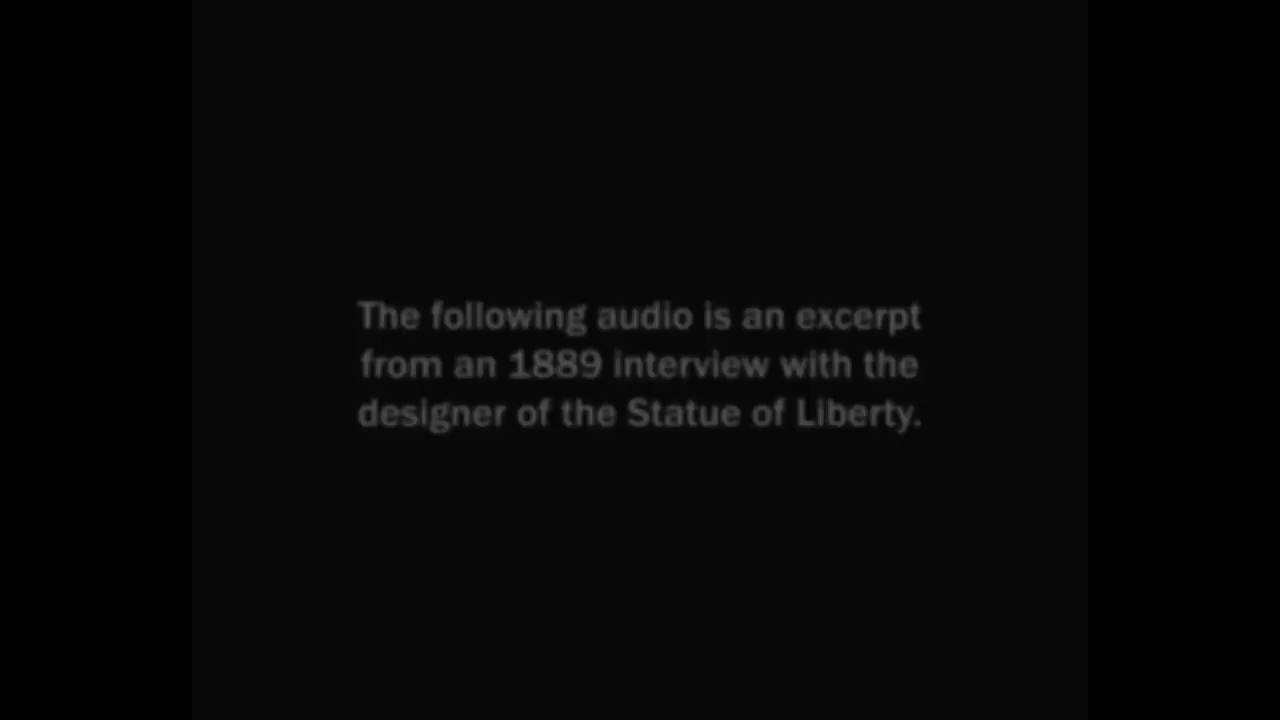 The following audio is an excerpt
from an 1889 interview with the
designer of the Statue of Liberty.